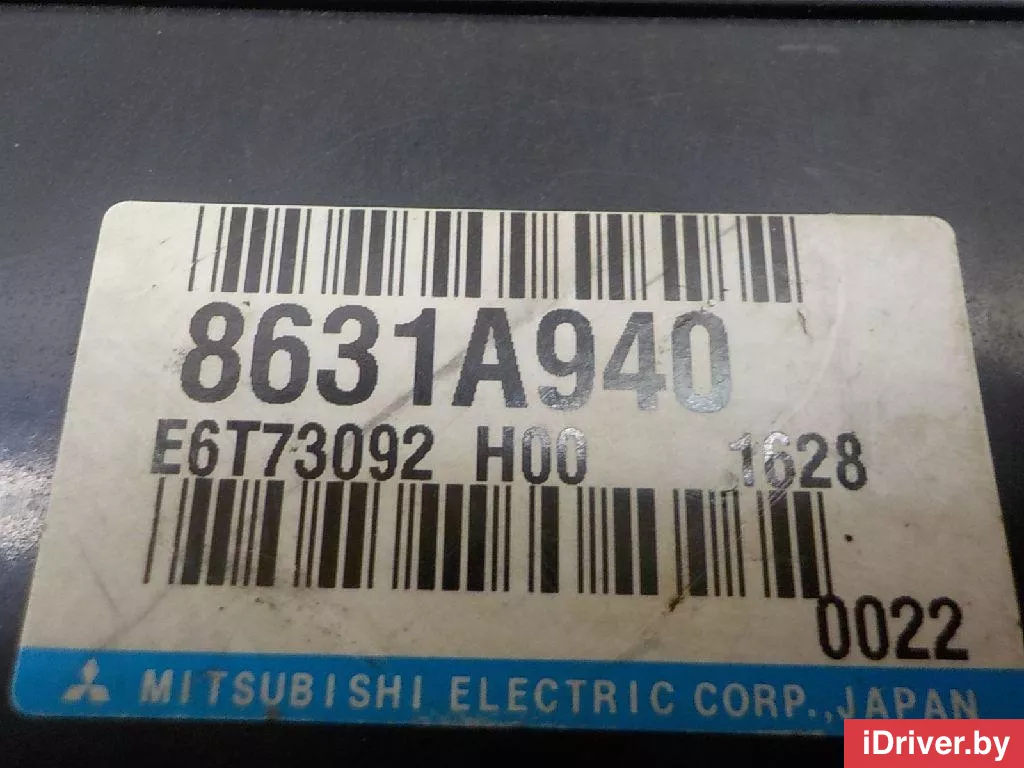 8631A940
E6T73092 H00 1628
0022
MITSUBISHI ELECTRIC CORP., JAPAN
iDriver.by